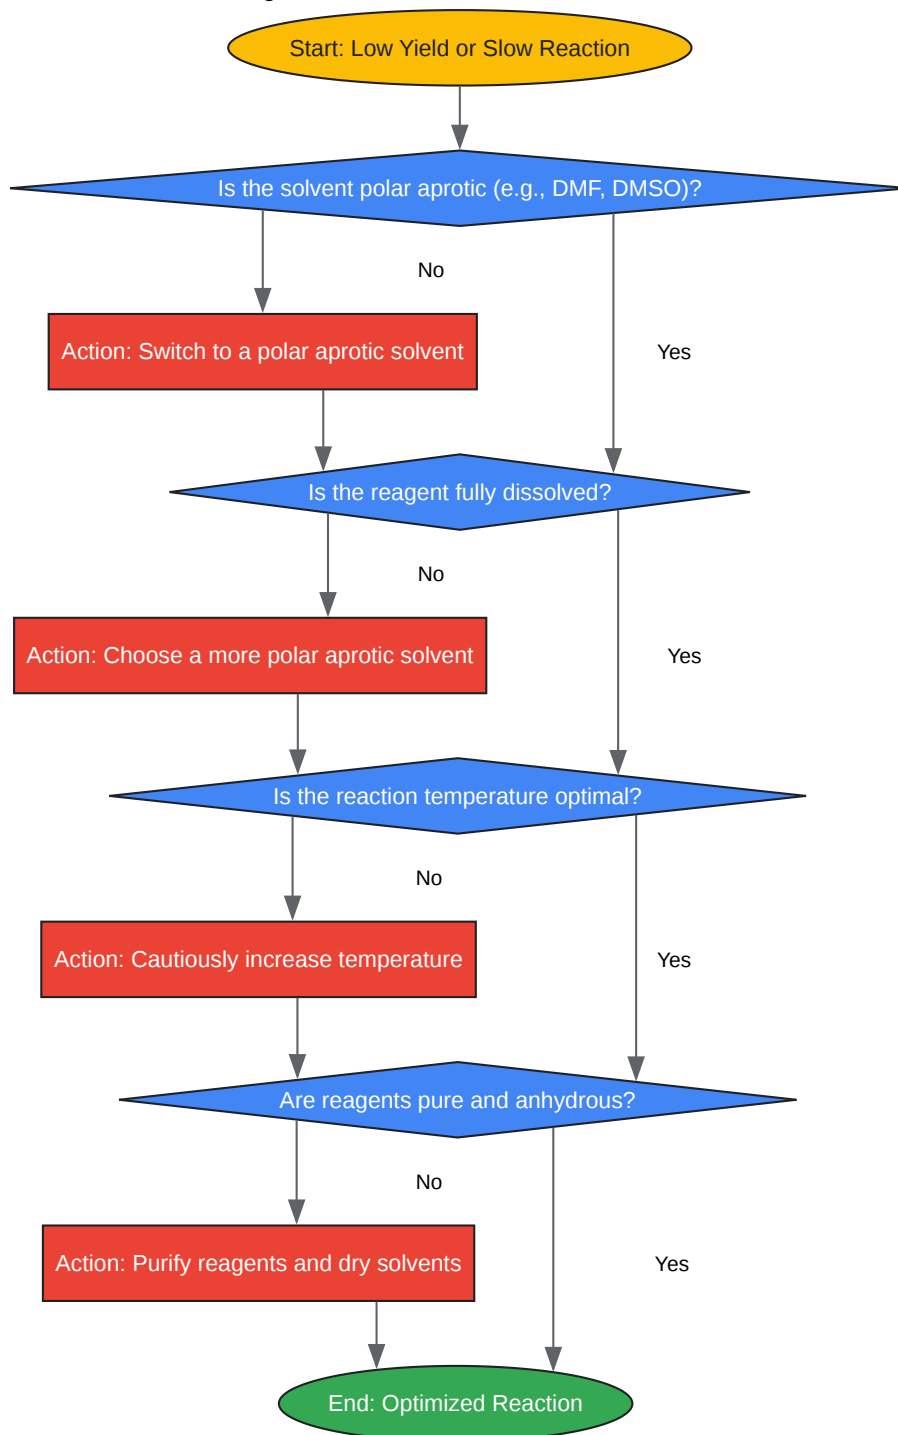 Start: Low Yield or Slow Reaction
Is the solvent polar aprotic (e.g., DMF, DMSO)?
No
Action: Switch to a polar aprotic solvent
Yes
Is the reagent fully dissolved?
No
Action: Choose a more polar aprotic solvent
Yes
Is the reaction temperature optimal?
No
Action: Cautiously increase temperature
Yes
Are reagents pure and anhydrous?
No
Action: Purify reagents and dry solvents
Yes
End: Optimized Reaction